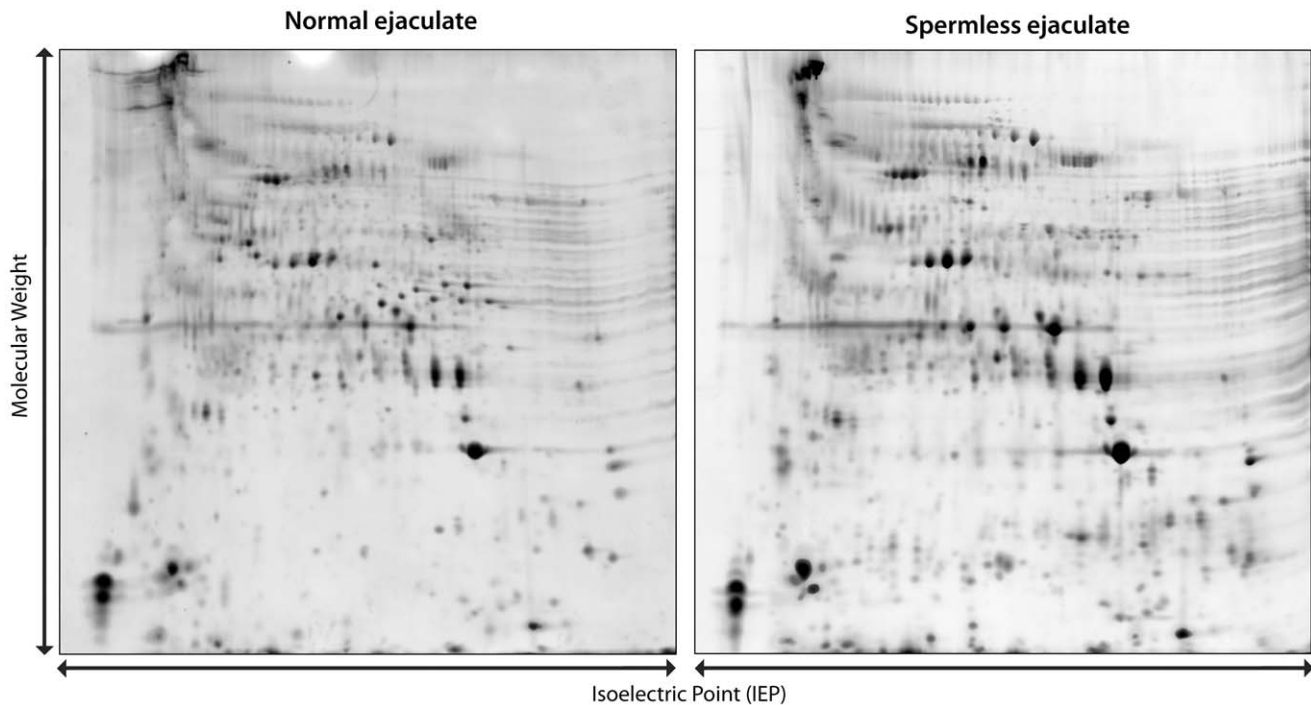 Normal ejaculate
Spermless ejaculate
Molecular Weight
Isoelectric Point (IEP)